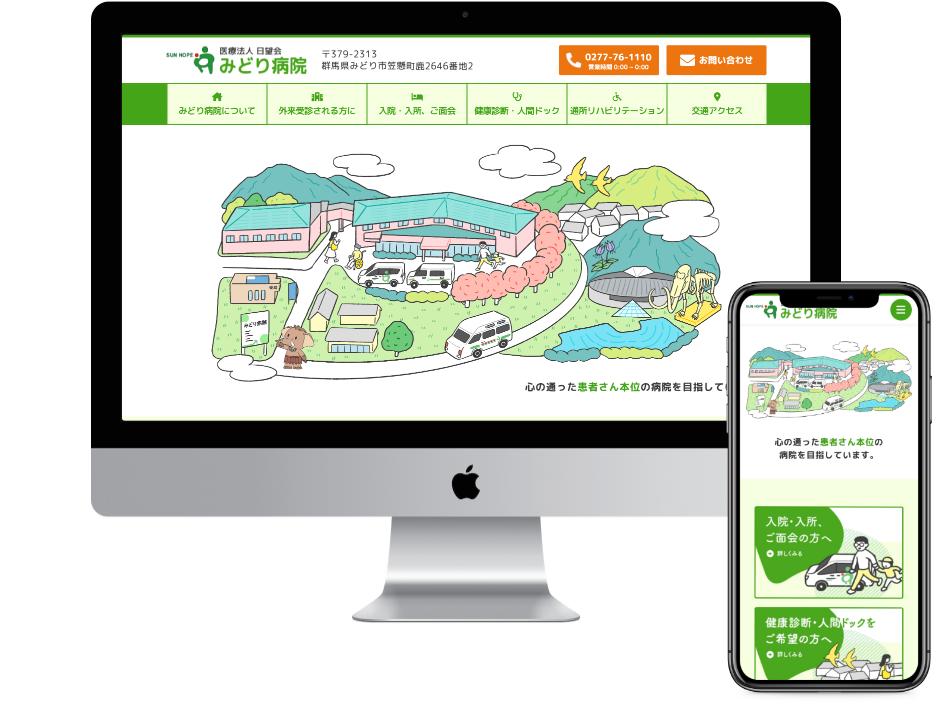 SUN HOPE
医療法人 日望会
みどり病院
〒379-2313
群馬県みどり市笠懸町鹿2646番地2
0277-76-1110
営業時間 0:00 ~ 0:00
お問い合わせ
みどり病院について
外来受診される方に
入院・入所、ご面会
健康診断・人間ドック
通所リハビリテーション
交通アクセス
みどり病院
心の通った患者さん本位の病院を目指して
SUN HOPE
みどり病院
心の通った患者さん本位の
病院を目指しています。
入院・入所、
ご面会の方へ
詳しくみる
健康診断・人間ドックを
ご希望の方へ
詳しくみる